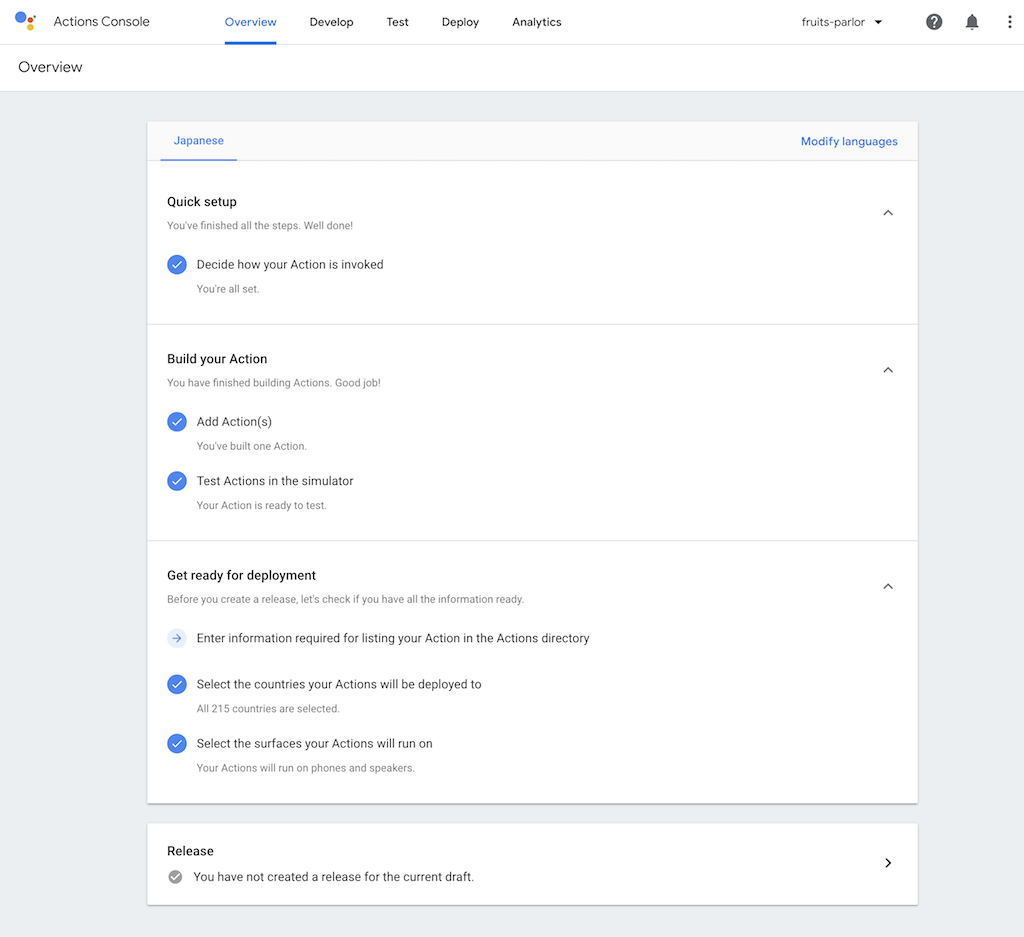 Actions Console
Overview
Develop
Test
Deploy
Analytics
fruits-parlor
Overview
Japanese
Modify languages
Quick setup
You've finished all the steps. Well done!
Decide how your Action is invoked
You're all set.
Build your Action
You have finished building Actions. Good job!
Add Action(s)
You've built one Action.
Test Actions in the simulator
Your Action is ready to test.
Get ready for deployment
Before you create a release, let's check if you have all the information ready.
Enter information required for listing your Action in the Actions directory
Select the countries your Actions will be deployed to
All 215 countries are selected.
Select the surfaces your Actions will run on
Your Actions will run on phones and speakers.
Release
You have not created a release for the current draft.